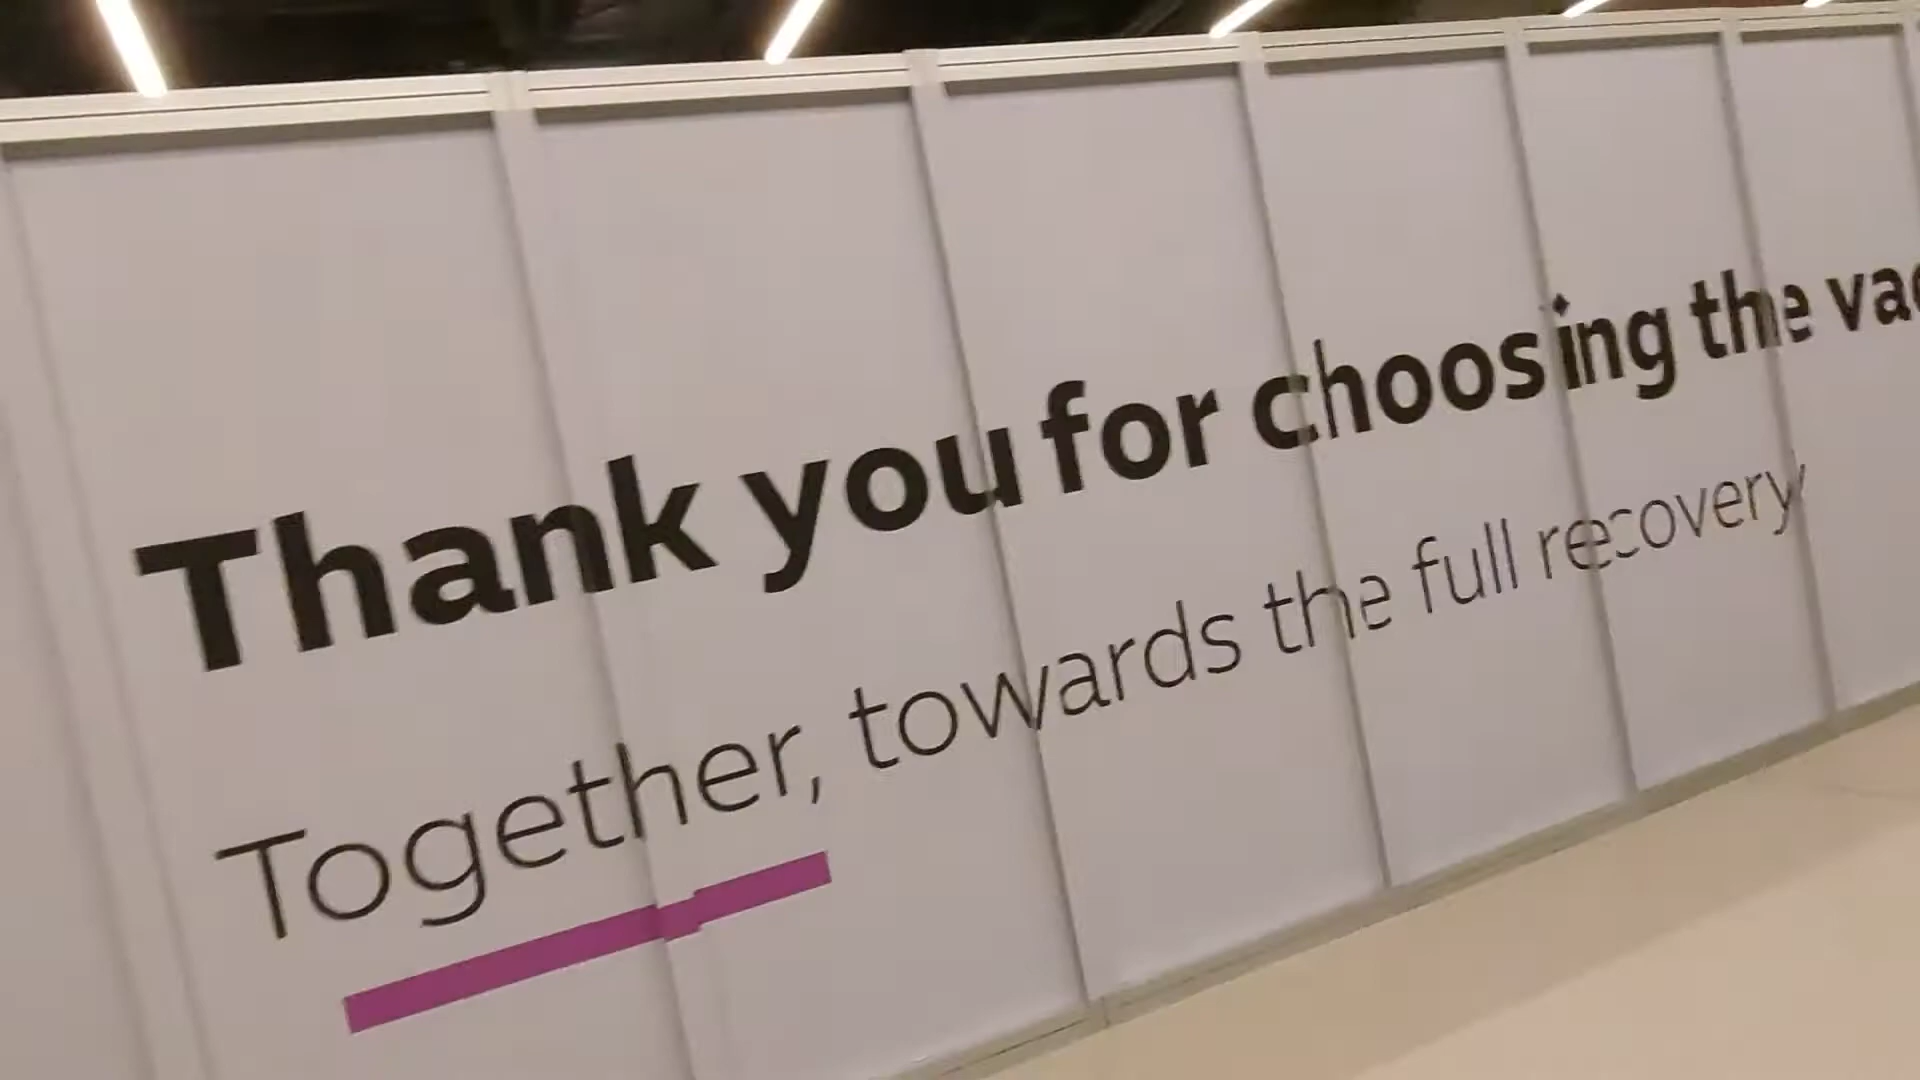 Thank you for choosing the
Together, towards the full recovery